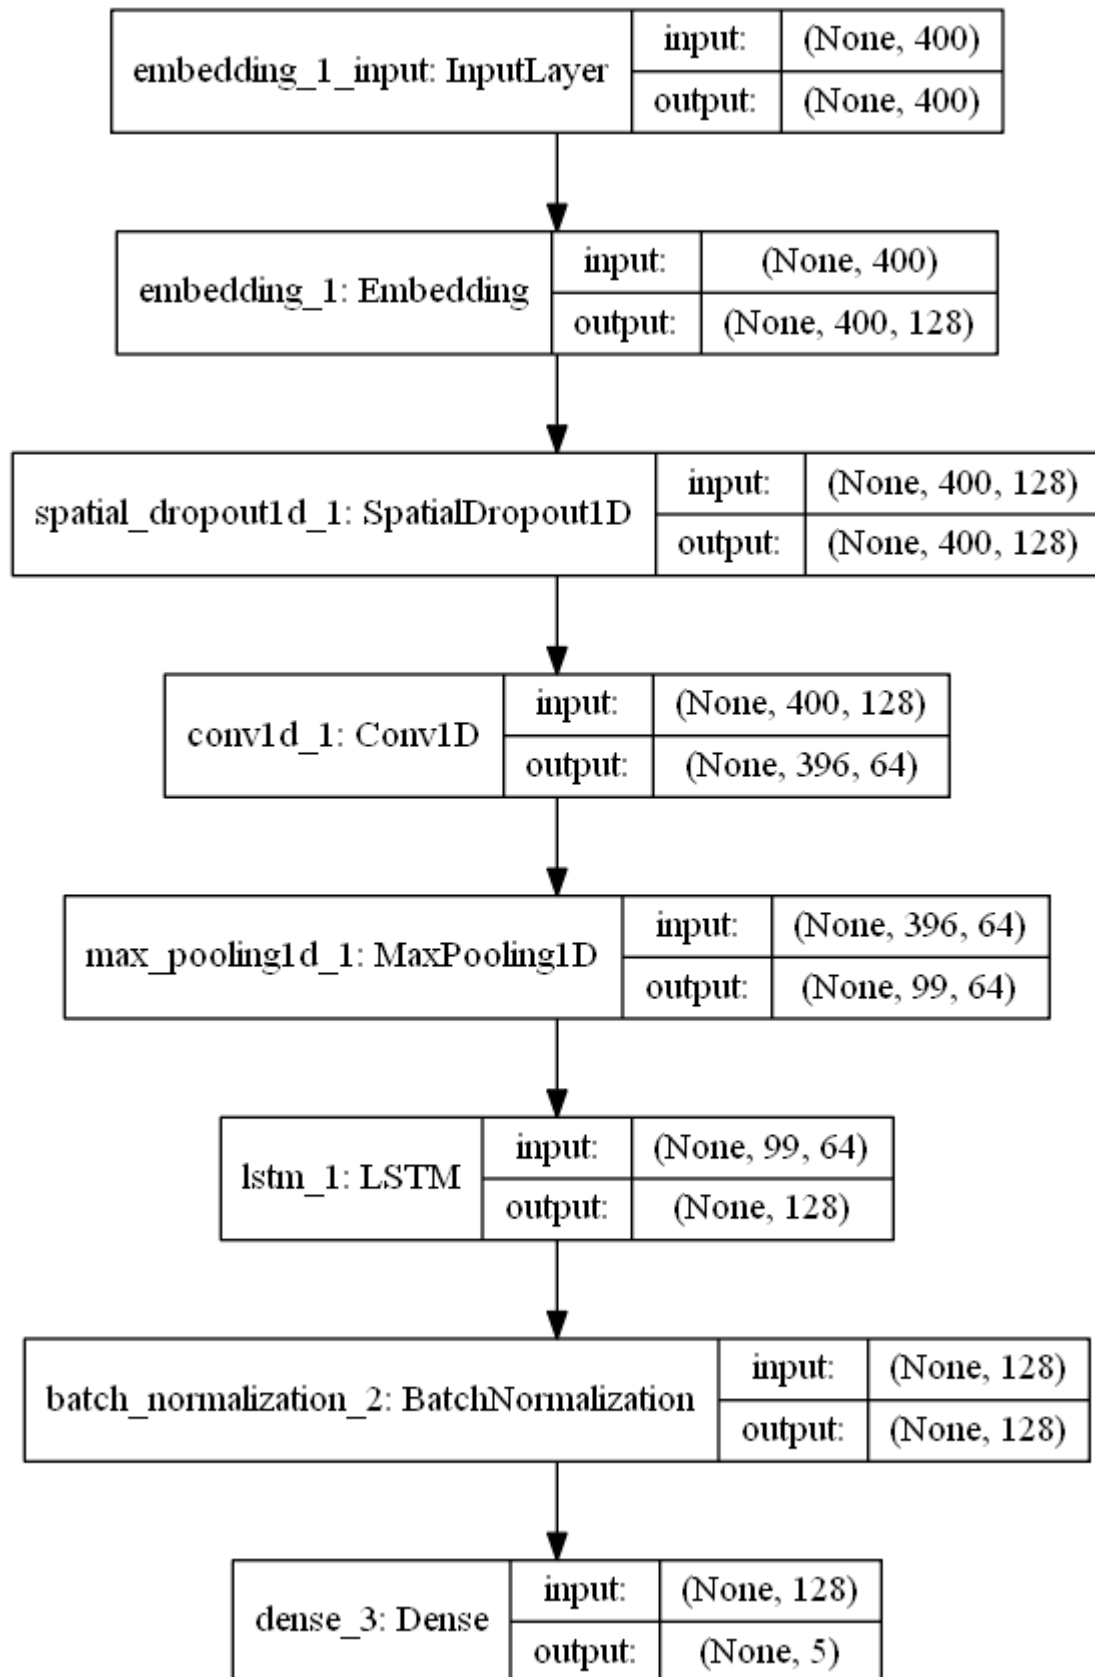 embedding_1_input: InputLayer
input: (None, 400)
output: (None, 400)
embedding_1: Embedding
input: (None, 400)
output: (None, 400, 128)
spatial_dropout1d_1: SpatialDropout1D
input: (None, 400, 128)
output: (None, 400, 128)
conv1d_1: Conv1D
input: (None, 400, 128)
output: (None, 396, 64)
max_pooling1d_1: MaxPooling1D
input: (None, 396, 64)
output: (None, 99, 64)
lstm_1: LSTM
input: (None, 99, 64)
output: (None, 128)
batch_normalization_2: BatchNormalization
input: (None, 128)
output: (None, 128)
dense_3: Dense
input: (None, 128)
output: (None, 5)